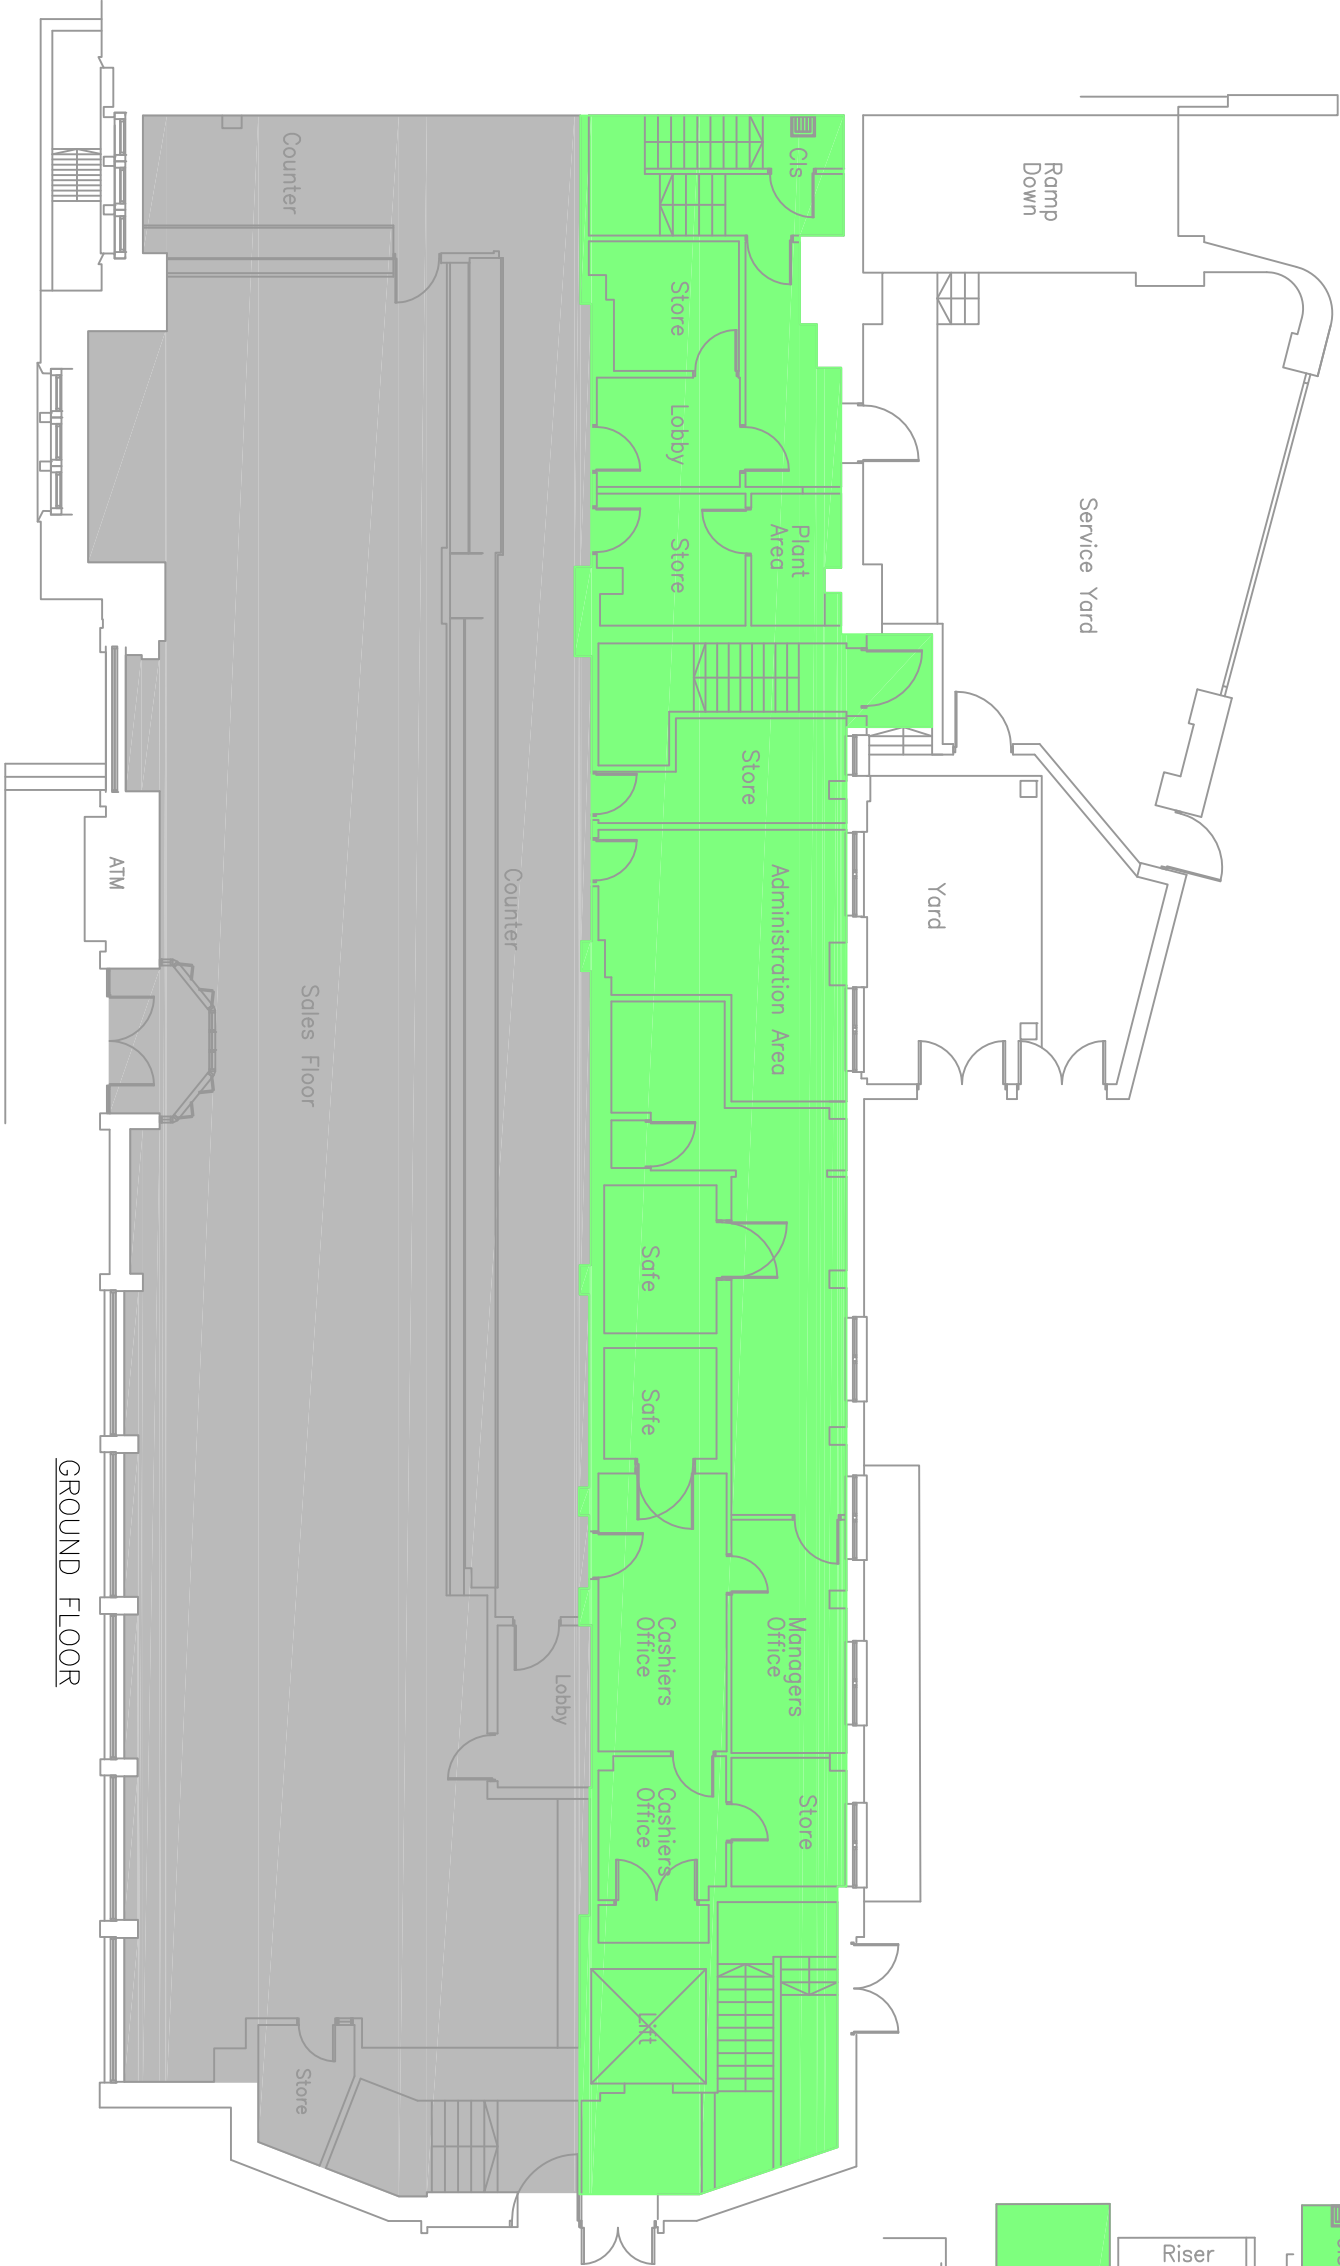 Ramp
Down
Service Yard
Yard
Cls
Store
Lobby
Plant
Area
Store
Store
Administration Area
Safe
Safe
Managers
Office
Cashiers
Office
Store
Cashiers
Office
Lift
Counter
Counter
Sales Floor
Lobby
Store
ATM
GROUND FLOOR
Riser